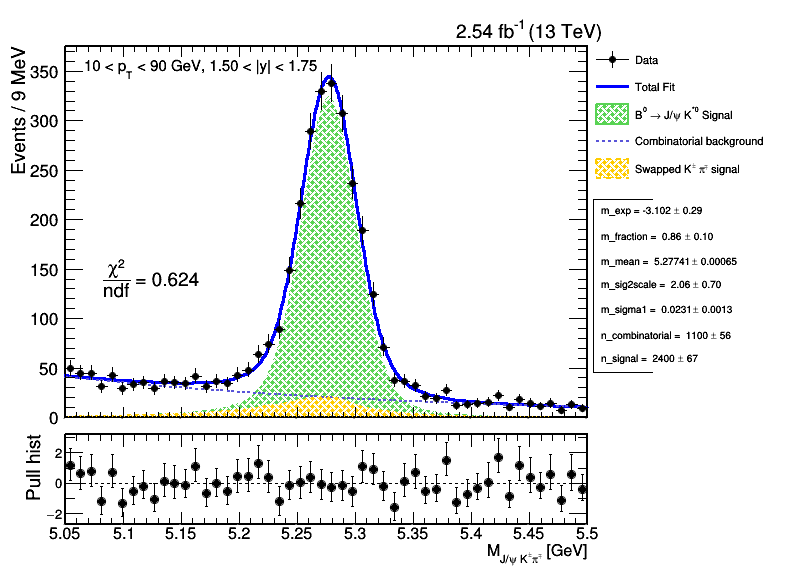 2.54 fb⁻¹ (13 TeV)
Events / 9 MeV
10 < p_T < 90 GeV, 1.50 < |y| < 1.75
350
300
250
200
150
100
50
0
χ²/ndf = 0.624
Data
Total Fit
B⁰ → J/ψ K*⁰ Signal
Combinatorial background
Swapped K± π∓ signal
m_exp = -3.102 ± 0.29
m_fraction = 0.86 ± 0.10
m_mean = 5.27741 ± 0.00065
m_sig2scale = 2.06 ± 0.70
m_sigma1 = 0.0231 ± 0.0013
n_combinatorial = 1100 ± 56
n_signal = 2400 ± 67
Pull hist
2
0
−2
5.05 5.1 5.15 5.2 5.25 5.3 5.35 5.4 5.45 5.5
M_J/ψ K± π∓ [GeV]